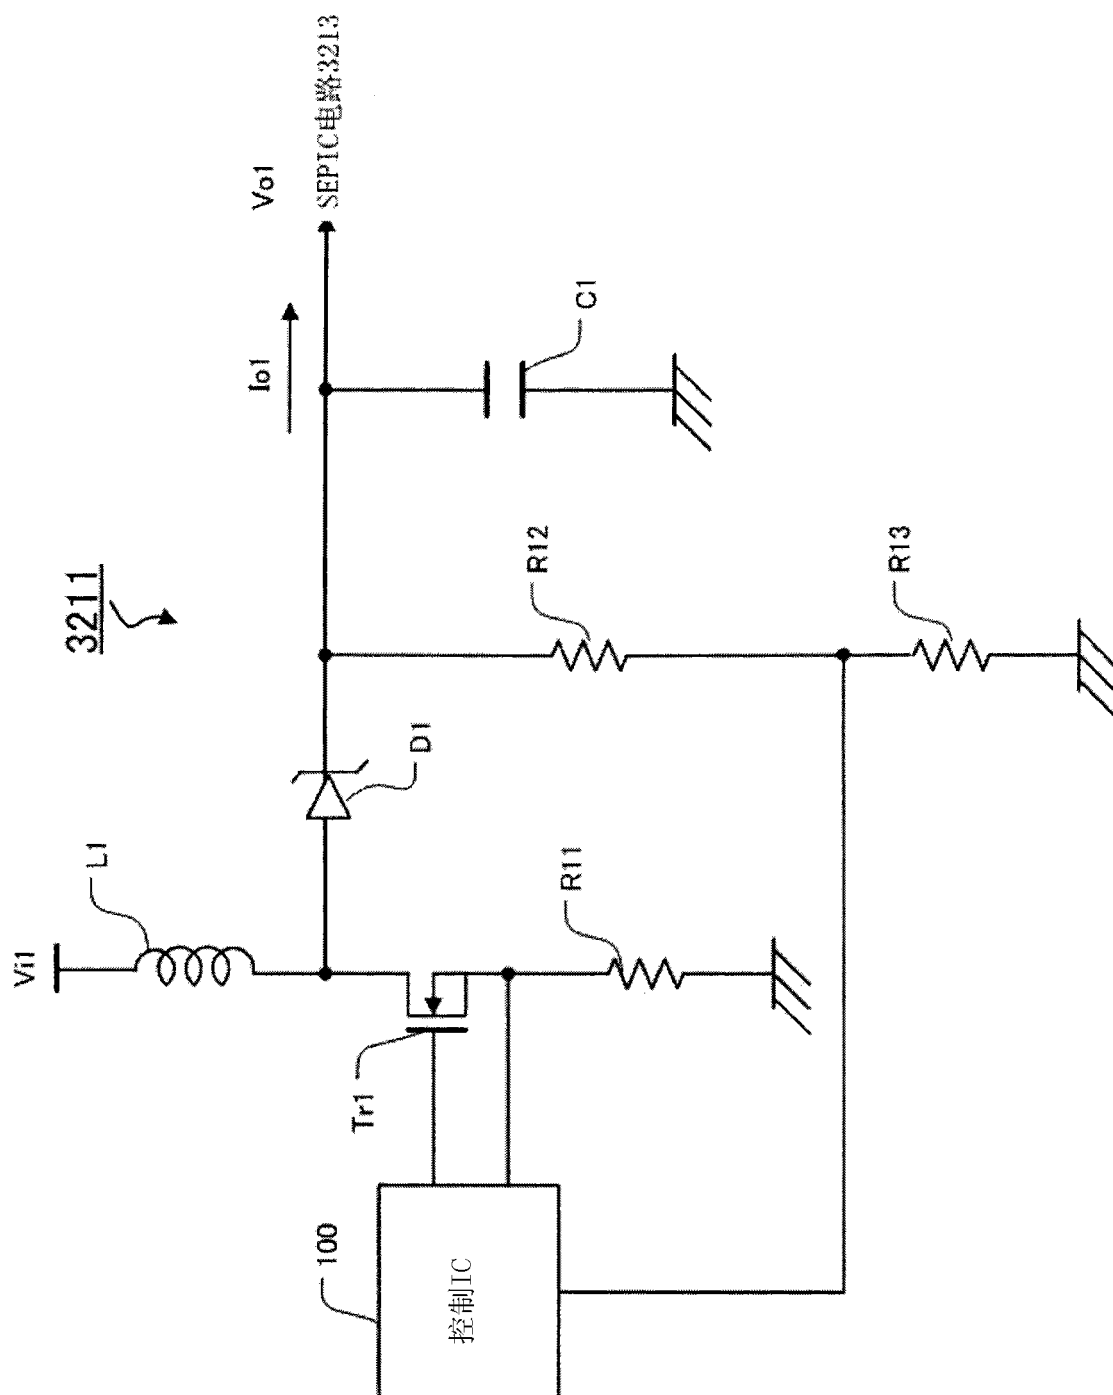 3211
Vi1
L1
Io1
Vo1
SEPIC电路3213
D1
C1
Tr1
R11
R12
R13
100
控制IC